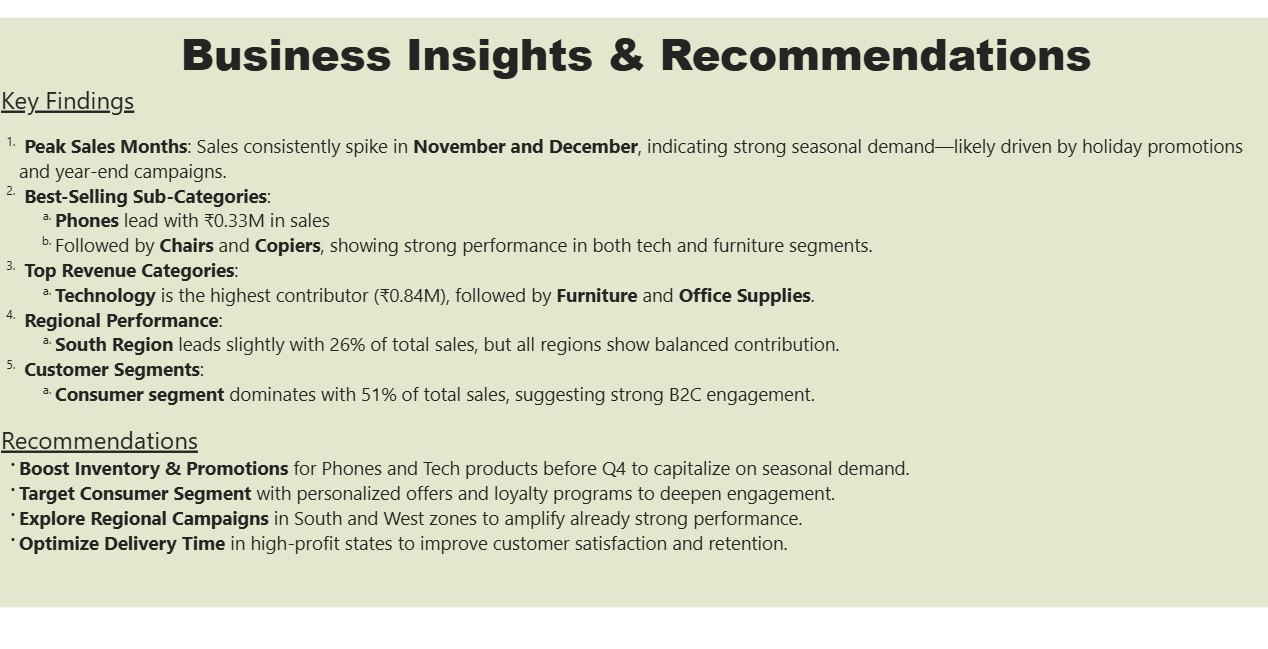 Business Insights & Recommendations
Key Findings
1. Peak Sales Months: Sales consistently spike in November and December, indicating strong seasonal demand—likely driven by holiday promotions
and year-end campaigns.
2. Best-Selling Sub-Categories:
a. Phones lead with ₹0.33M in sales
b. Followed by Chairs and Copiers, showing strong performance in both tech and furniture segments.
3. Top Revenue Categories:
a. Technology is the highest contributor (₹0.84M), followed by Furniture and Office Supplies.
4. Regional Performance:
a. South Region leads slightly with 26% of total sales, but all regions show balanced contribution.
5. Customer Segments:
a. Consumer segment dominates with 51% of total sales, suggesting strong B2C engagement.
Recommendations
• Boost Inventory & Promotions for Phones and Tech products before Q4 to capitalize on seasonal demand.
• Target Consumer Segment with personalized offers and loyalty programs to deepen engagement.
• Explore Regional Campaigns in South and West zones to amplify already strong performance.
• Optimize Delivery Time in high-profit states to improve customer satisfaction and retention.